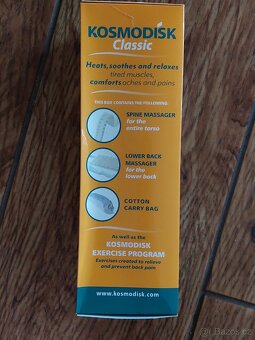 KOSMODISK
Classic
Heats, soothes and relaxes
tired muscles,
comforts aches and pains
THIS BOX CONTAINS THE FOLLOWING:
SPINE MASSAGER
for the
entire torso
LOWER BACK
MASSAGER
for the
lower back
COTTON
CARRY BAG
As well as the
KOSMODISK
EXERCISE PROGRAM
Exercises created to relieve
and prevent back pain
www.kosmodisk.com